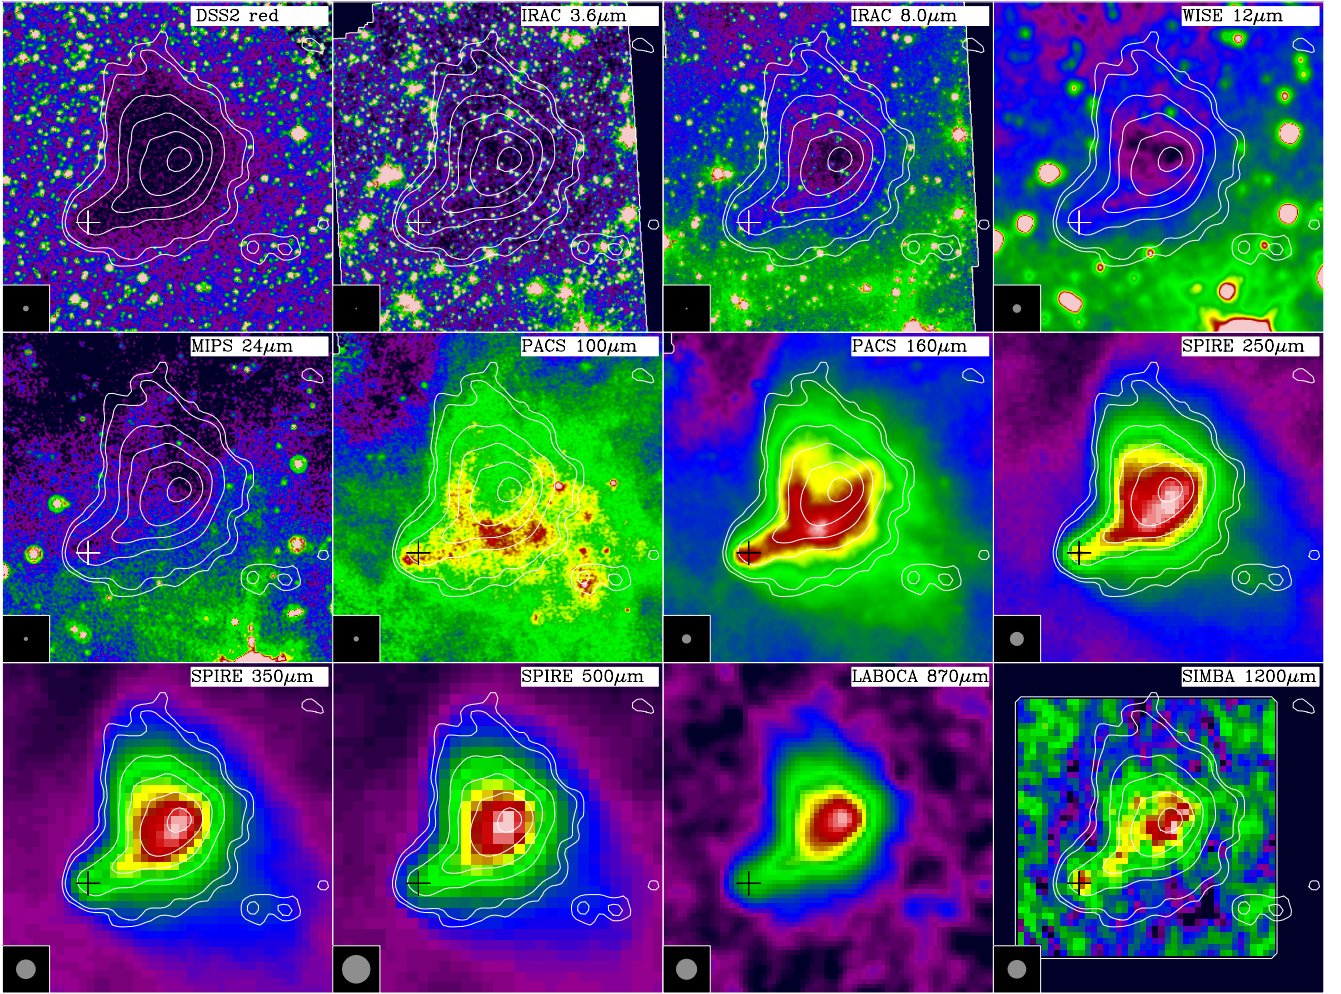 DSS2 red
IRAC 3.6μm
IRAC 8.0μm
WISE 12μm
MIPS 24μm
PACS 100μm
PACS 160μm
SPIRE 250μm
SPIRE 350μm
SPIRE 500μm
LABOCA 870μm
SIMBA 1200μm